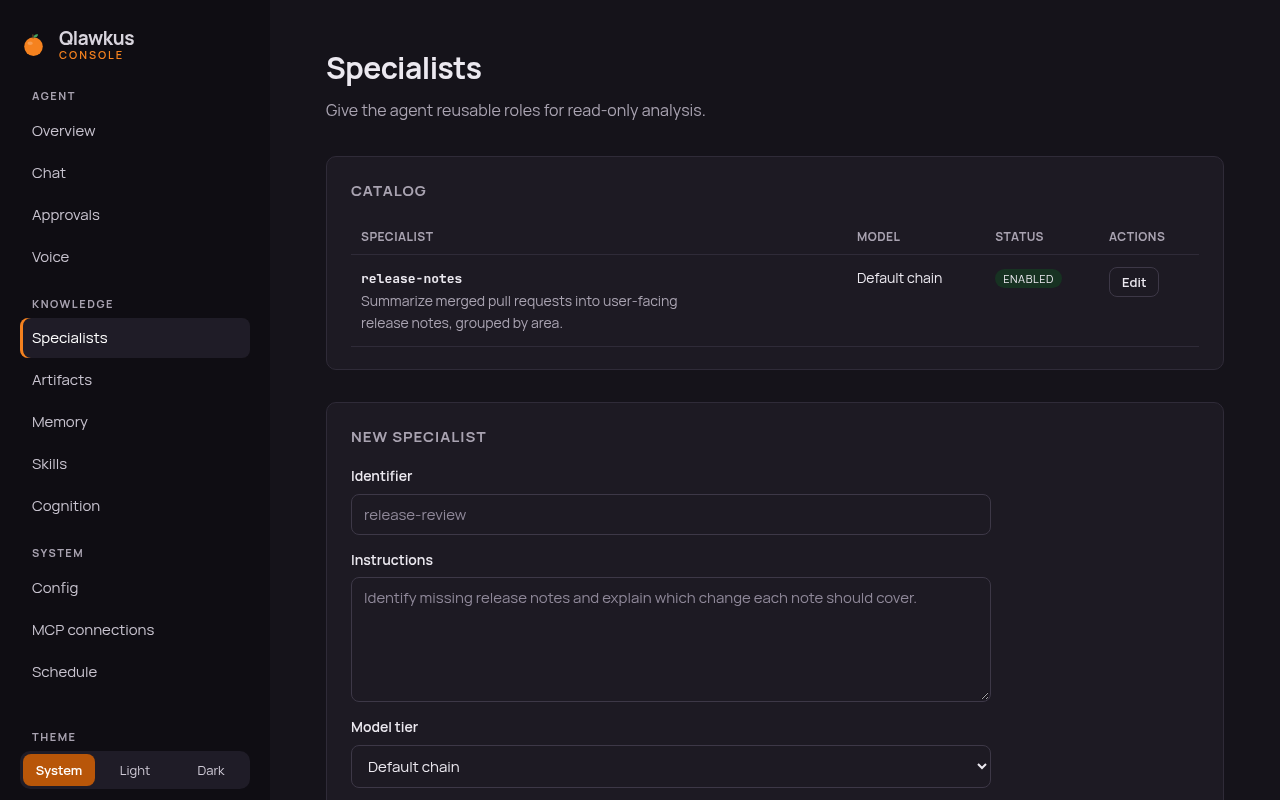 Qlawkus
CONSOLE
AGENT
Overview
Chat
Approvals
Voice
KNOWLEDGE
Specialists
Artifacts
Memory
Skills
Cognition
SYSTEM
Config
MCP connections
Schedule
THEME
System Light Dark
Specialists
Give the agent reusable roles for read-only analysis.
CATALOG
SPECIALIST MODEL STATUS ACTIONS
release-notes Default chain ENABLED Edit
Summarize merged pull requests into user-facing
release notes, grouped by area.
NEW SPECIALIST
Identifier
release-review
Instructions
Identify missing release notes and explain which change each note should cover.
Model tier
Default chain